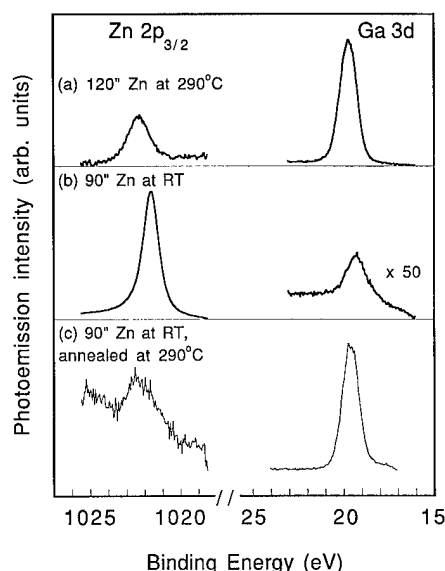 Zn 2p3/2
Ga 3d
(a) 120" Zn at 290°C
(b) 90" Zn at RT
x 50
(c) 90" Zn at RT,
annealed at 290°C
Photoemission intensity (arb. units)
1025 1020 // 25 20 15
Binding Energy (eV)